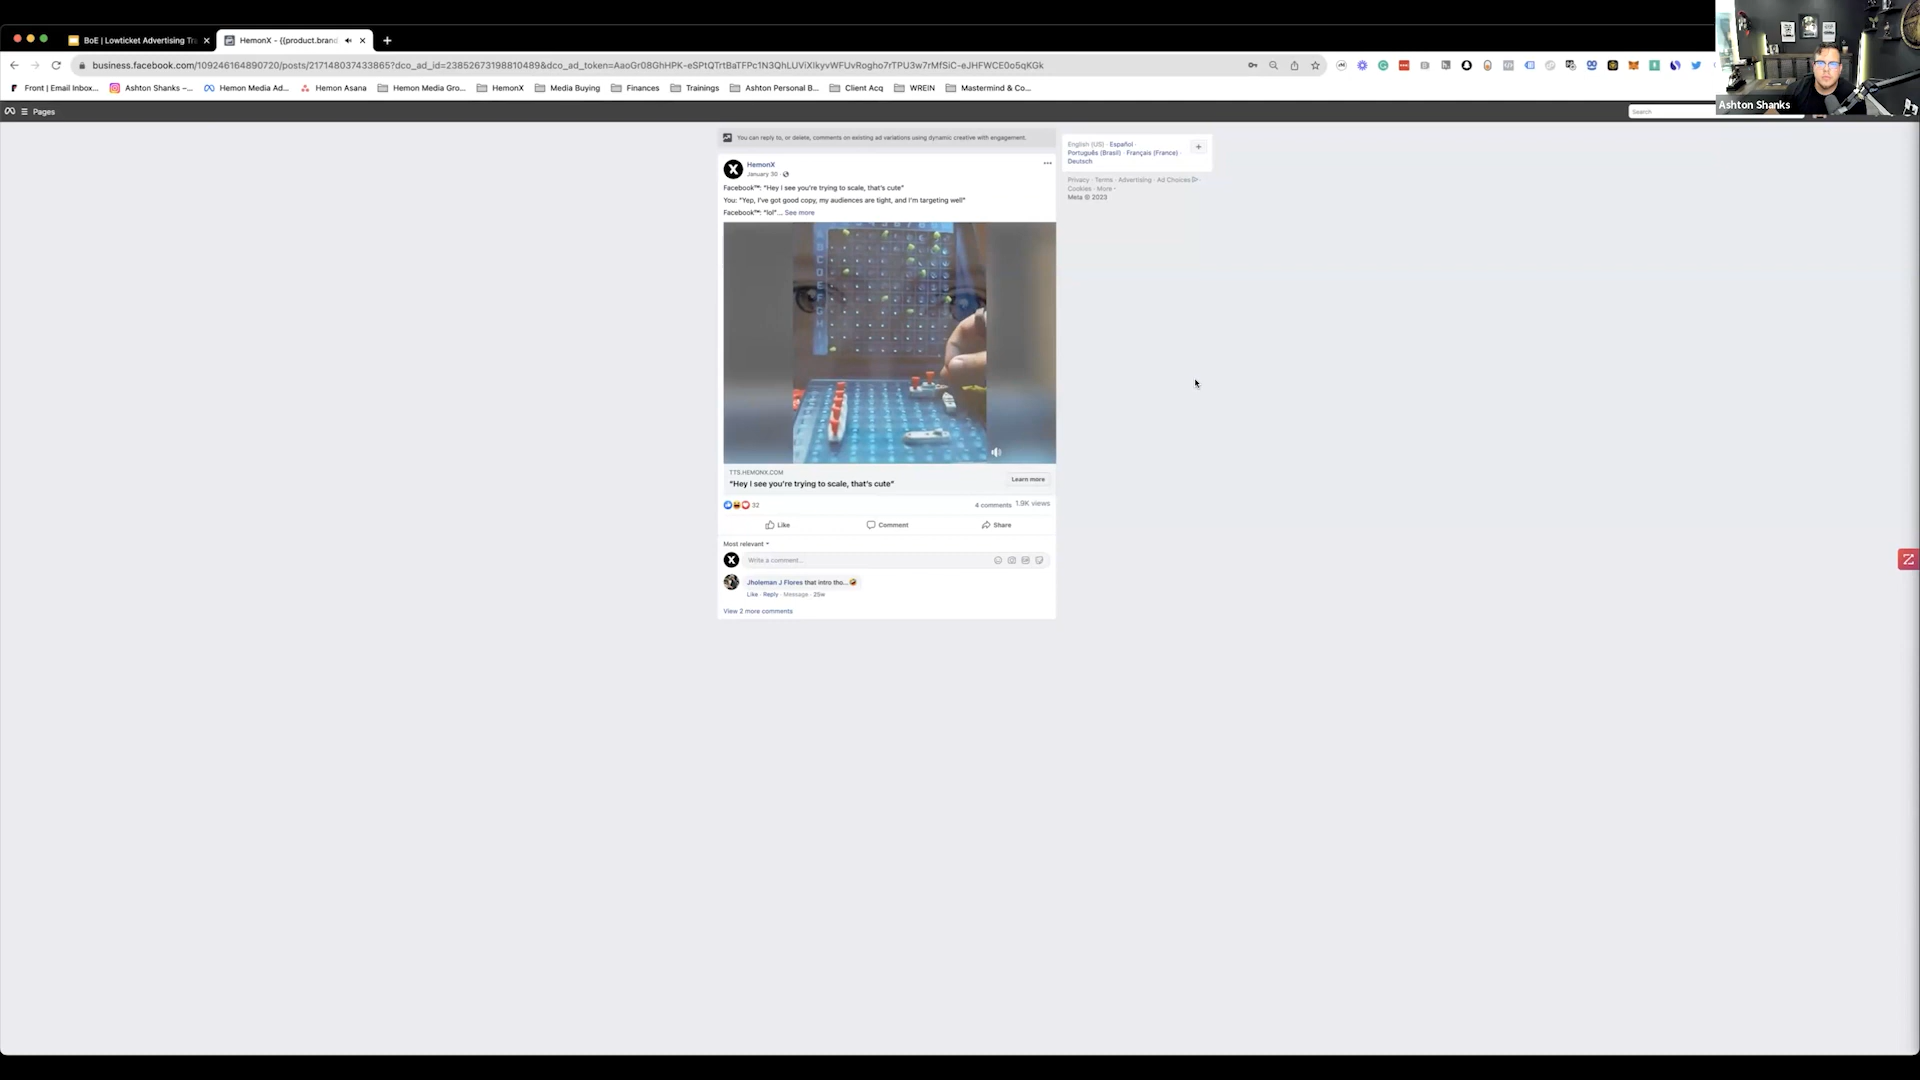 BoE | Lowticket Advertising Tr
HemonX - {{product.brand
business.facebook.com/109246164890720/posts/217148037433865?dco_ad_id=23852673198810489&dco_ad_token=AaoGr08GhHPK-eSPtQTrtBaTFPc1N3QhLUViXIkyvWFUvRogho7rTPU3w7rMfSiC-eJHFWCE0o5qKGk
Front | Email Inbox...
Ashton Shanks –...
Hemon Media Ad...
Hemon Asana
Hemon Media Gro...
HemonX
Media Buying
Finances
Trainings
Ashton Personal B...
Client Acq
WREIN
Mastermind & Co...
Ashton Shanks
Pages
Search
You can reply to, or delete, comments on existing ad variations using dynamic creative with engagement.
HemonX
January 30 ·
Facebook™: "Hey I see you're trying to scale, that's cute"
You: "Yep, I've got good copy, my audiences are tight, and I'm targeting well"
Facebook™: "lol"... See more
TTS.HEMONX.COM
"Hey I see you're trying to scale, that's cute"
Learn more
32
4 comments 1.9K views
Like
Comment
Share
Most relevant
Write a comment...
Jholeman J Flores that intro tho...
Like · Reply · Message · 25w
View 2 more comments
English (US) · Español ·
Português (Brasil) · Français (France) ·
Deutsch
Privacy · Terms · Advertising · Ad Choices ·
Cookies · More ·
Meta © 2023